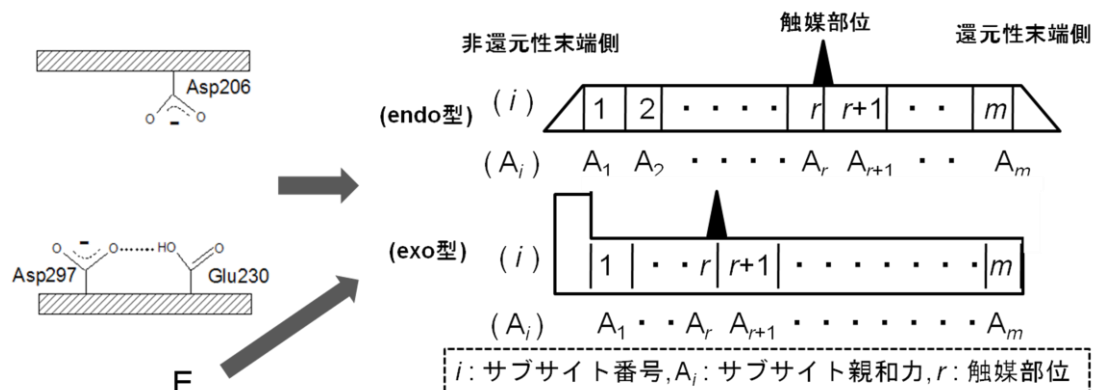 触媒部位
非還元性末端側
還元性末端側
Asp206
O
-
O
(endo型)
(i)
1 2 ・・・・ r r+1 ・・ m
(Ai)
A1 A2 ・・・・ Ar Ar+1 ・・ Am
O - O HO O
Asp297
Glu230
(exo型)
(i)
1 ・・ r r+1 ・・・・・・・ m
(Ai)
A1 ・・ Ar Ar+1 ・・・・・・・ Am
i : サブサイト番号, Ai : サブサイト親和力, r : 触媒部位